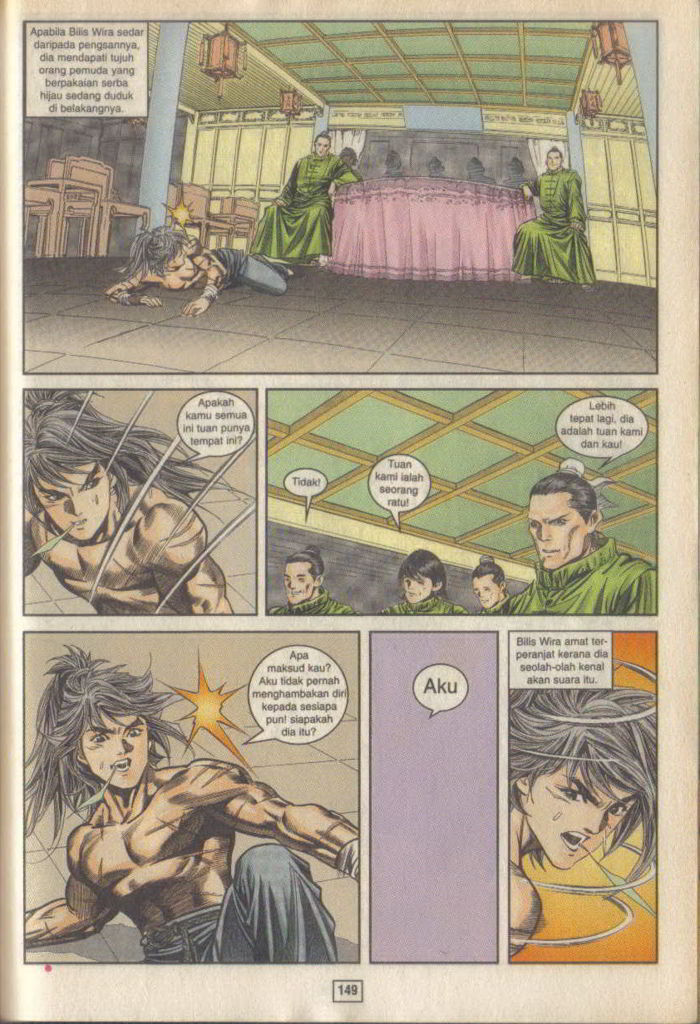 Apabila Bilis Wira sedar
daripada pengsannya,
dia mendapati tujuh
orang pemuda yang
berpakaian serba
hijau sedang duduk
di belakangnya.
Apakah
kamu semua
ini tuan punya
tempat ini?
Tidak!
Tuan
kami ialah
seorang
ratu!
Lebih
tepat lagi, dia
adalah tuan kami
dan kau!
Apa
maksud kau?
Aku tidak pernah
menghambakan diri
kepada sesiapa
pun! siapakah
dia itu?
Aku
Bilis Wira amat ter-
peranjat kerana dia
seolah-olah kenal
akan suara itu.
149